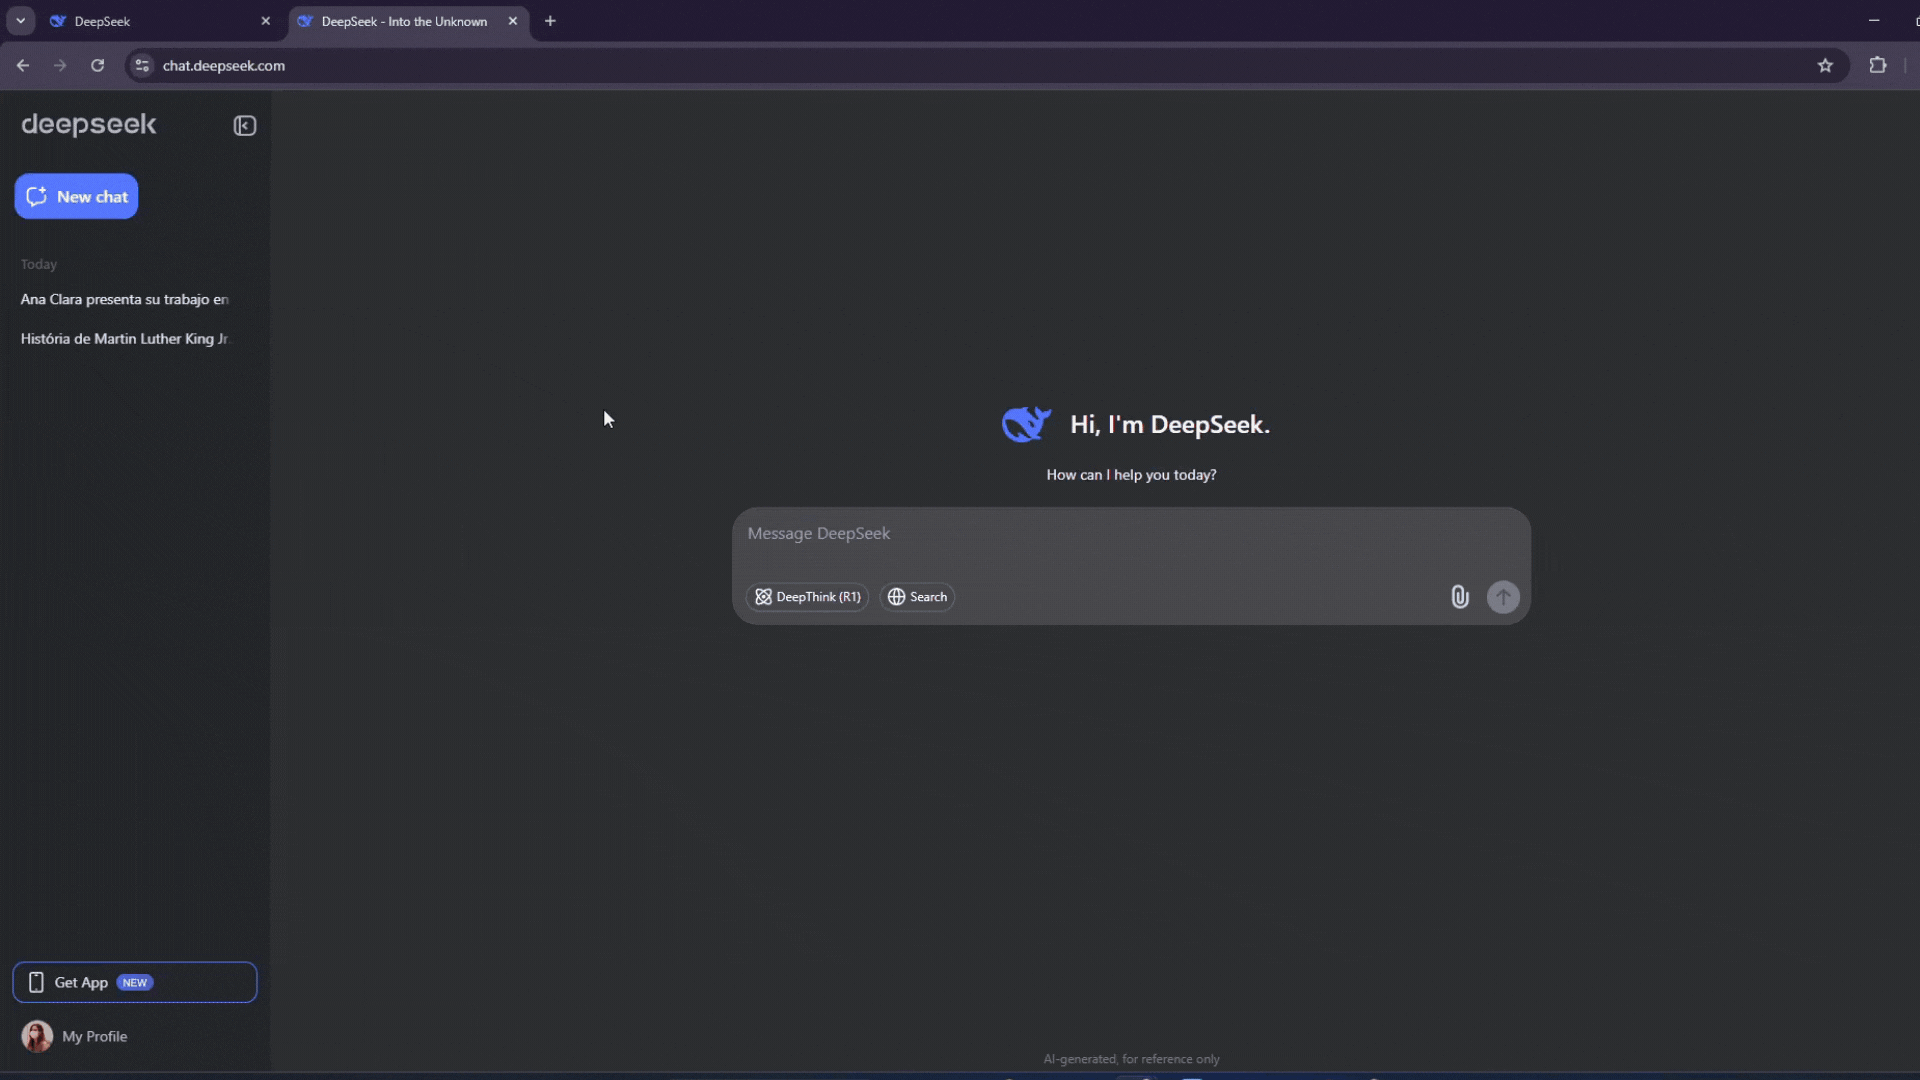 DeepSeek
DeepSeek - Into the Unknown
chat.deepseek.com
deepseek
New chat
Today
Ana Clara presenta su trabajo en
História de Martin Luther King Jr.
Hi, I'm DeepSeek.
How can I help you today?
Message DeepSeek
DeepThink (R1)
Search
Get App NEW
My Profile
AI-generated, for reference only